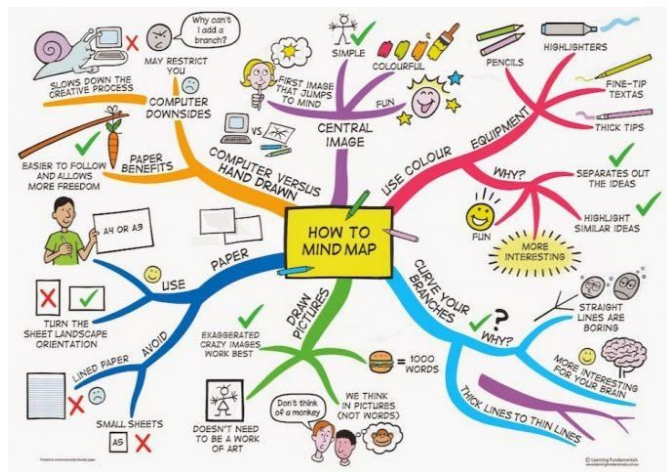 Why can't
I add a
branch?
SLOWS DOWN THE
CREATIVE PROCESS
MAY RESTRICT
YOU
COMPUTER
DOWNSIDES
EASIER TO FOLLOW
AND ALLOWS
MORE FREEDOM
PAPER
BENEFITS
COMPUTER VERSUS
HAND DRAWN
VS
FIRST IMAGE
THAT JUMPS
TO MIND
SIMPLE
COLOURFUL
FUN
CENTRAL
IMAGE
PENCILS
HIGHLIGHTERS
FINE-TIP
TEXTAS
THICK TIPS
EQUIPMENT
USE COLOUR
WHY?
SEPARATES OUT
THE IDEAS
HIGHLIGHT
SIMILAR IDEAS
FUN
MORE
INTERESTING
HOW TO
MIND MAP
A4 OR A3
PAPER
USE
TURN THE
SHEET LANDSCAPE
ORIENTATION
AVOID
LINED PAPER
SMALL SHEETS
A5
DRAW
PICTURES
EXAGGERATED
CRAZY IMAGES
WORK BEST
= 1000
WORDS
DOESN'T NEED
TO BE A WORK
OF ART
Don't think
of a monkey
WE THINK
IN PICTURES
(NOT WORDS)
CURVE YOUR
BRANCHES
?
WHY?
STRAIGHT
LINES ARE
BORING
MORE INTERESTING
FOR YOUR
BRAIN
THICK LINES TO THIN LINES
© Learning Fundamentals